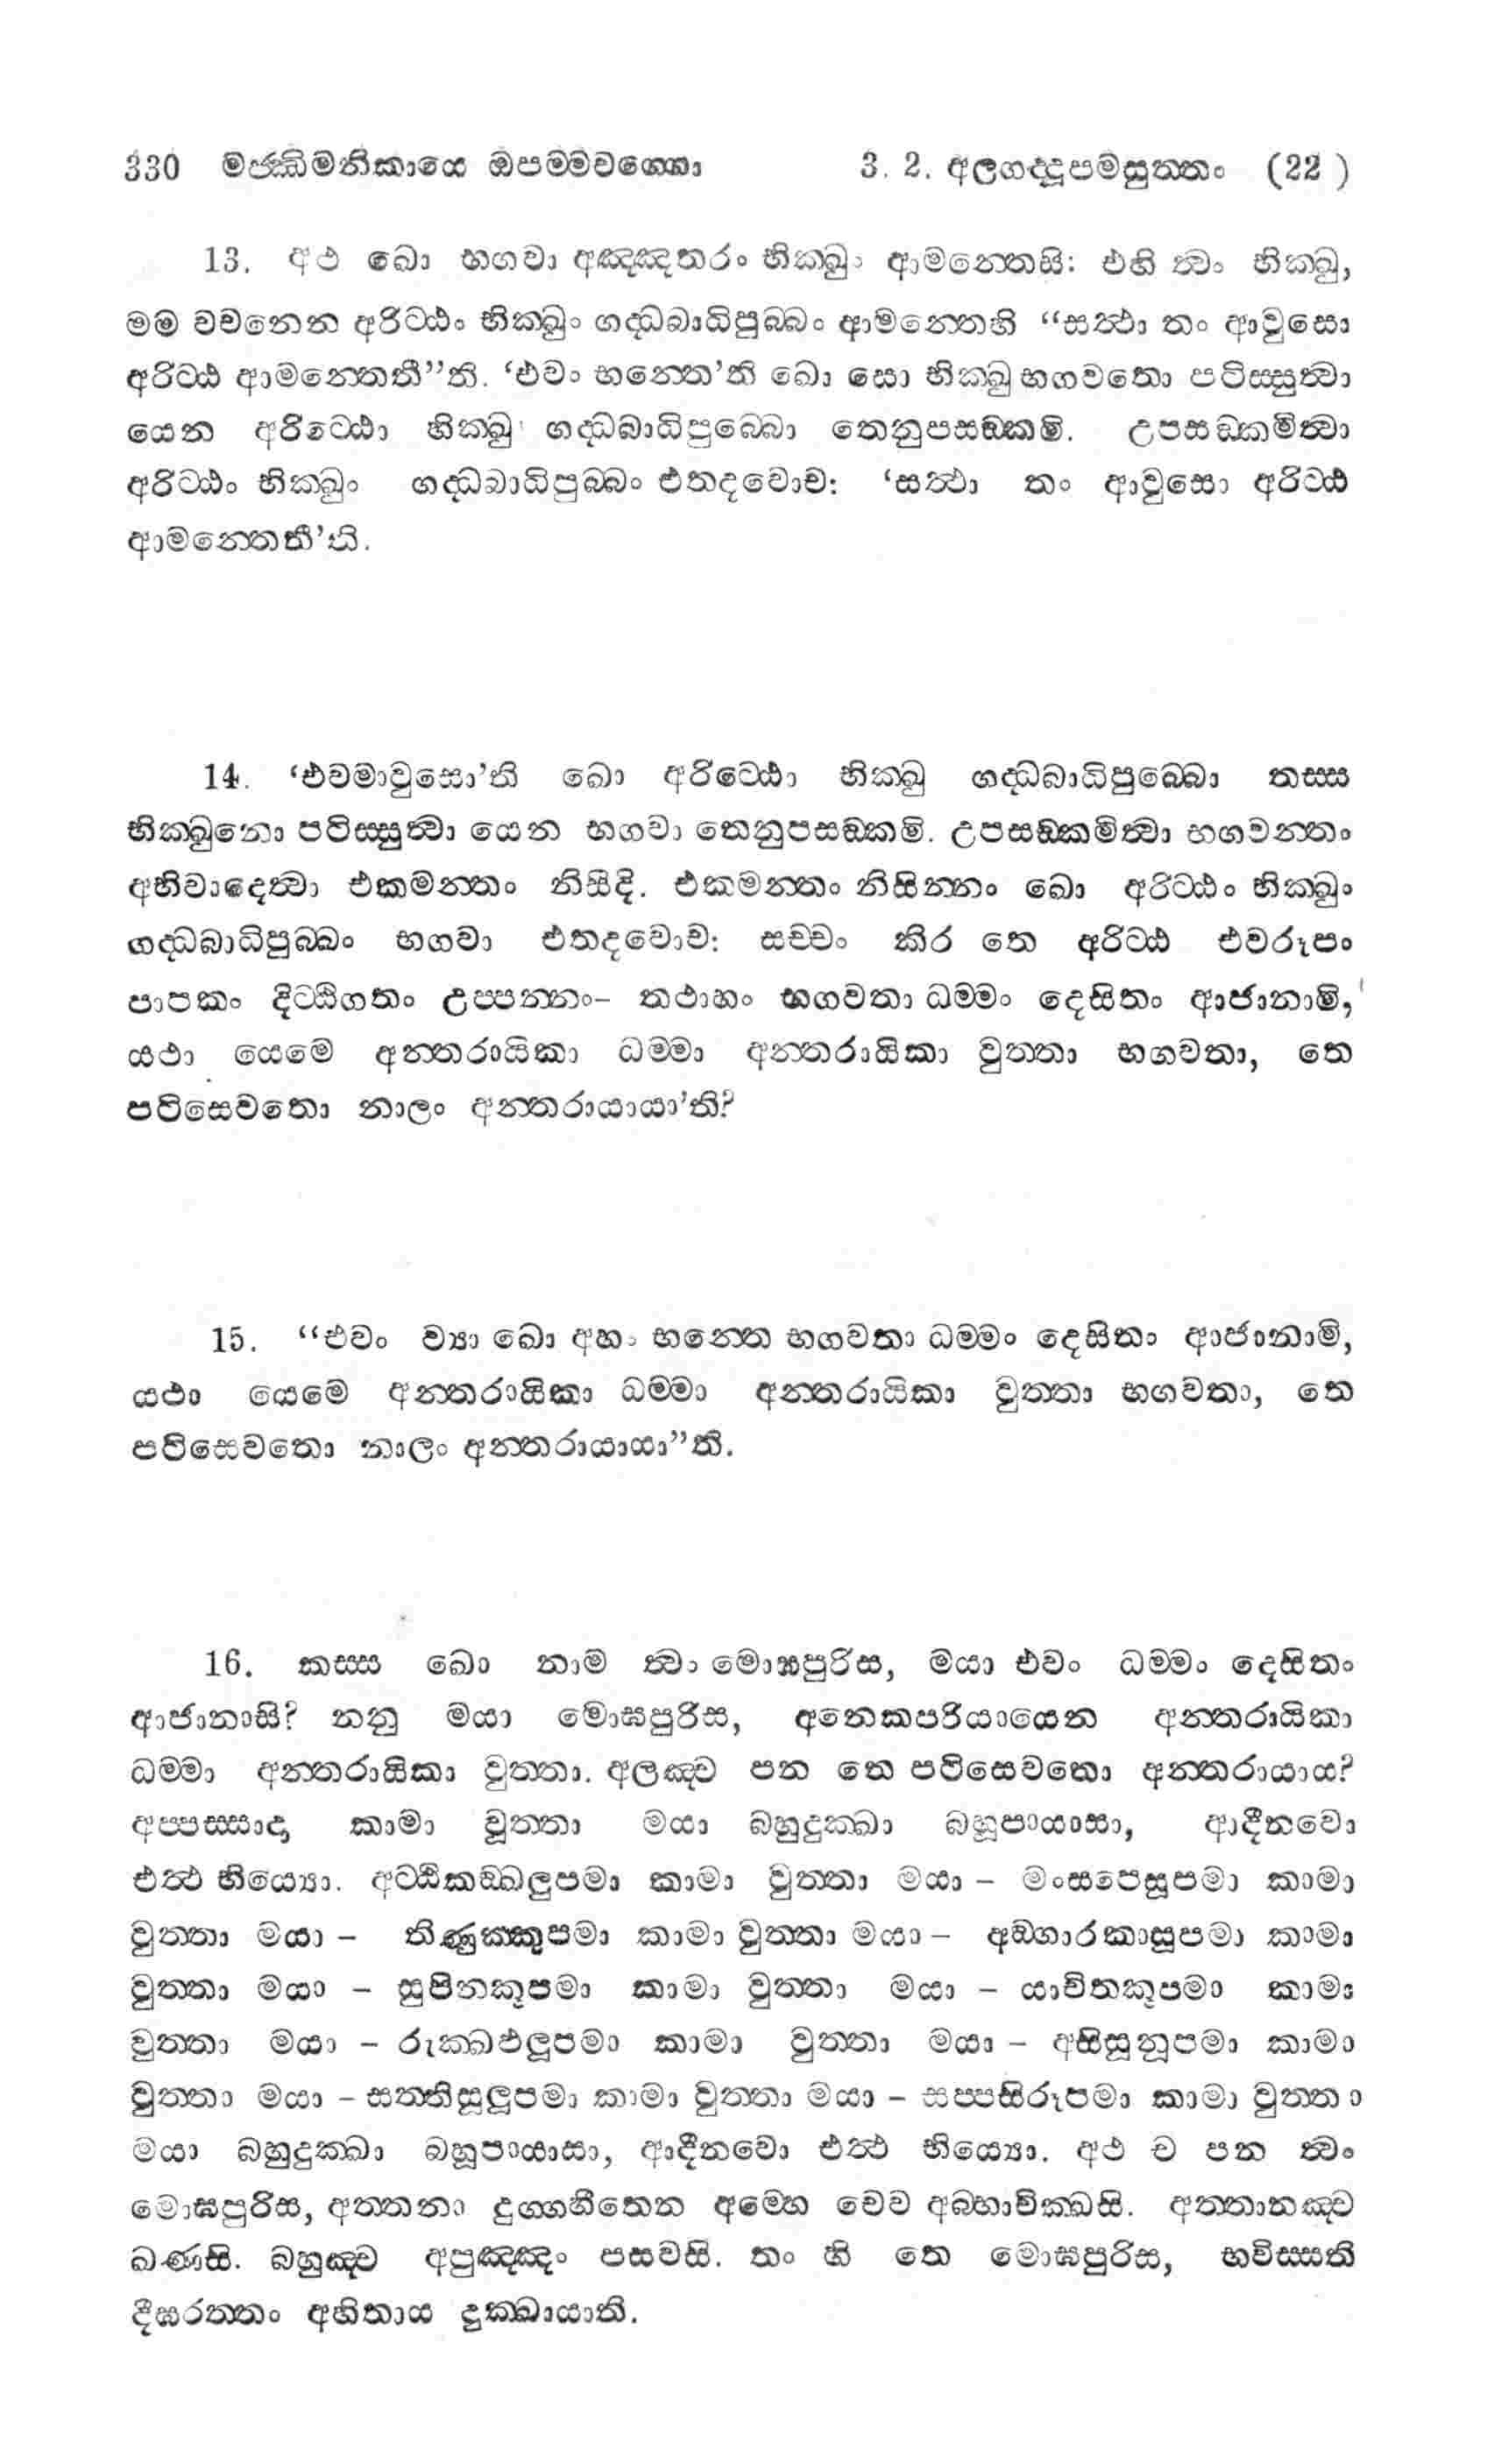 330 මජ්ඣිමනිකායෙ ඔපම්මවග්ගො 3. 2. අලගද්දූපමසුත්තං (22 )
13. අථ ඛො භගවා අඤ්ඤතරං භික්ඛුං ආමන්තෙසි: එහි ත්වං භික්ඛු,
මම වචනෙන අරිට්ඨං භික්ඛුං ගද්ධබාධිපුබ්බං ආමන්තෙහි “සත්ථා තං ආවුසො
අරිට්ඨ ආමන්තෙතී”ති. ‘එවං භන්තෙ’ති ඛො සො භික්ඛු භගවතො පටිස්සුත්වා
යෙන අරිට්ඨො භික්ඛු ගද්ධබාධිපුබ්බො තෙනුපසඞ්කමි. උපසඞ්කමිත්වා
අරිට්ඨං භික්ඛුං ගද්ධබාධිපුබ්බං එතදවොච: ‘සත්ථා තං ආවුසො අරිට්ඨ
ආමන්තෙතී’ති.
14. ‘එවමාවුසො’ති ඛො අරිට්ඨො භික්ඛු ගද්ධබාධිපුබ්බො තස්ස
භික්ඛුනො පටිස්සුත්වා යෙන භගවා තෙනුපසඞ්කමි. උපසඞ්කමිත්වා භගවන්තං
අභිවාදෙත්වා එකමන්තං නිසීදි. එකමන්තං නිසින්නං ඛො අරිට්ඨං භික්ඛුං
ගද්ධබාධිපුබ්බං භගවා එතදවොච: සච්චං කිර තෙ අරිට්ඨ එවරූපං
පාපකං දිට්ඨිගතං උප්පන්නං– තථාහං භගවතා ධම්මං දෙසිතං ආජානාමි,
යථා යෙමෙ අන්තරායිකා ධම්මා අන්තරායිකා වුත්තා භගවතා, තෙ
පටිසෙවතො නාලං අන්තරායායා’ති?
15. “එවං ව්‍යා ඛො අහං භන්තෙ භගවතා ධම්මං දෙසිතං ආජානාමි,
යථා යෙමෙ අන්තරායිකා ධම්මා අන්තරායිකා වුත්තා භගවතා, තෙ
පටිසෙවතො නාලං අන්තරායායා”ති.
16. කස්ස ඛො නාම ත්වං මොඝපුරිස, මයා එවං ධම්මං දෙසිතං
ආජානාසි? නනු මයා මොඝපුරිස, අනෙකපරියායෙන අන්තරායිකා
ධම්මා අන්තරායිකා වුත්තා. අලඤ්ච පන තෙ පටිසෙවතො අන්තරායාය?
අප්පස්සාදා කාමා වුත්තා මයා බහුදුක්ඛා බහූපායාසා, ආදීනවො
එත්ථ භිය්‍යො. අට්ඨිකඞ්ඛලූපමා කාමා වුත්තා මයා – මංසපෙසූපමා කාමා
වුත්තා මයා – තිණුක්කූපමා කාමා වුත්තා මයා – අඞ්ගාරකාසූපමා කාමා
වුත්තා මයා – සුපිනකූපමා කාමා වුත්තා මයා – යාචිතකූපමා කාමා
වුත්තා මයා – රුක්ඛඵලූපමා කාමා වුත්තා මයා – අසිසූනූපමා කාමා
වුත්තා මයා – සත්තිසූලූපමා කාමා වුත්තා මයා – සප්පසිරූපමා කාමා වුත්තා
මයා බහුදුක්ඛා බහූපායාසා, ආදීනවො එත්ථ භිය්‍යො. අථ ච පන ත්වං
මොඝපුරිස, අත්තනා දුග්ගහීතෙන අම්හෙ චෙව අබ්භාචික්ඛසි. අත්තානඤ්ච
ඛණසි. බහුඤ්ච අපුඤ්ඤං පසවසි. තං හි තෙ මොඝපුරිස, භවිස්සති
දීඝරත්තං අහිතාය දුක්ඛායාති.